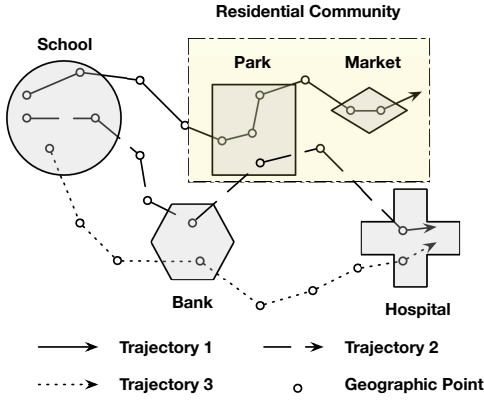 Residential Community
School
Park
Market
Bank
Hospital
Trajectory 1
Trajectory 2
Trajectory 3
Geographic Point